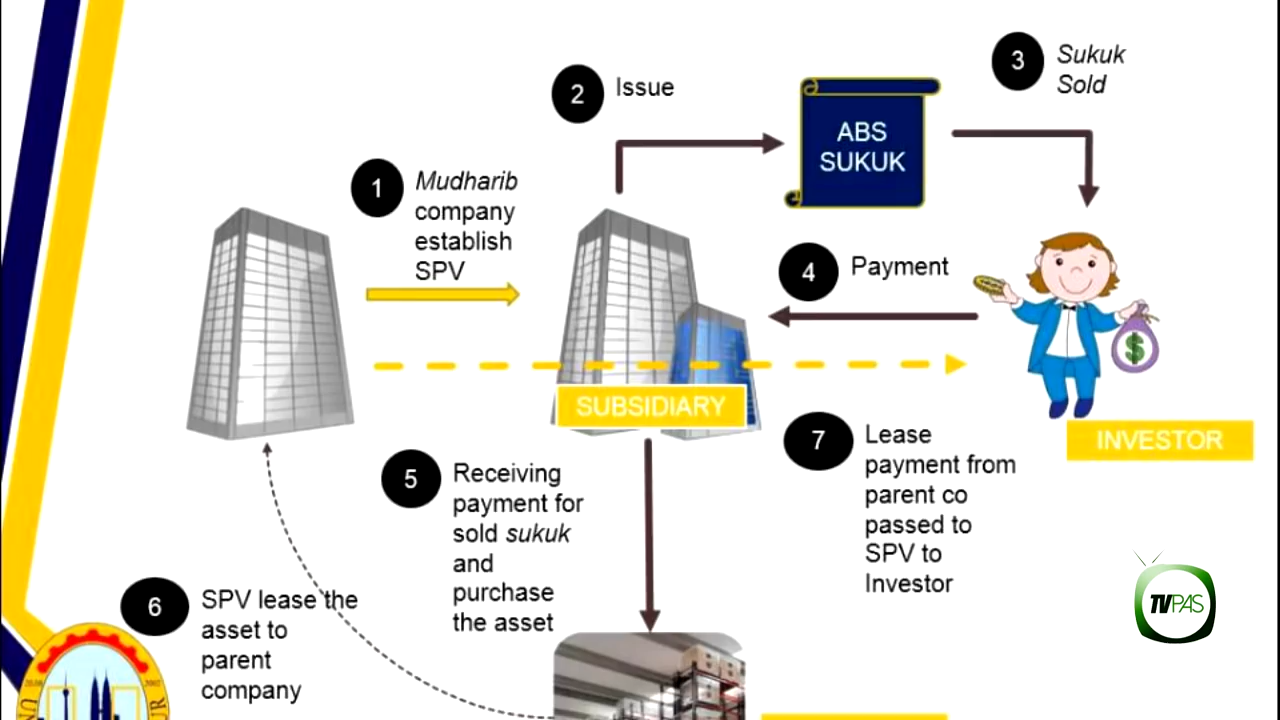 3
Sukuk
Sold
2
Issue
ABS
SUKUK
1
Mudharib
company
establish
SPV
4
Payment
$
SUBSIDIARY
INVESTOR
7
Lease
payment from
parent co
passed to
SPV to
Investor
5
Receiving
payment for
sold sukuk
and
purchase
the asset
6
SPV lease the
asset to
parent
company
TVPAS